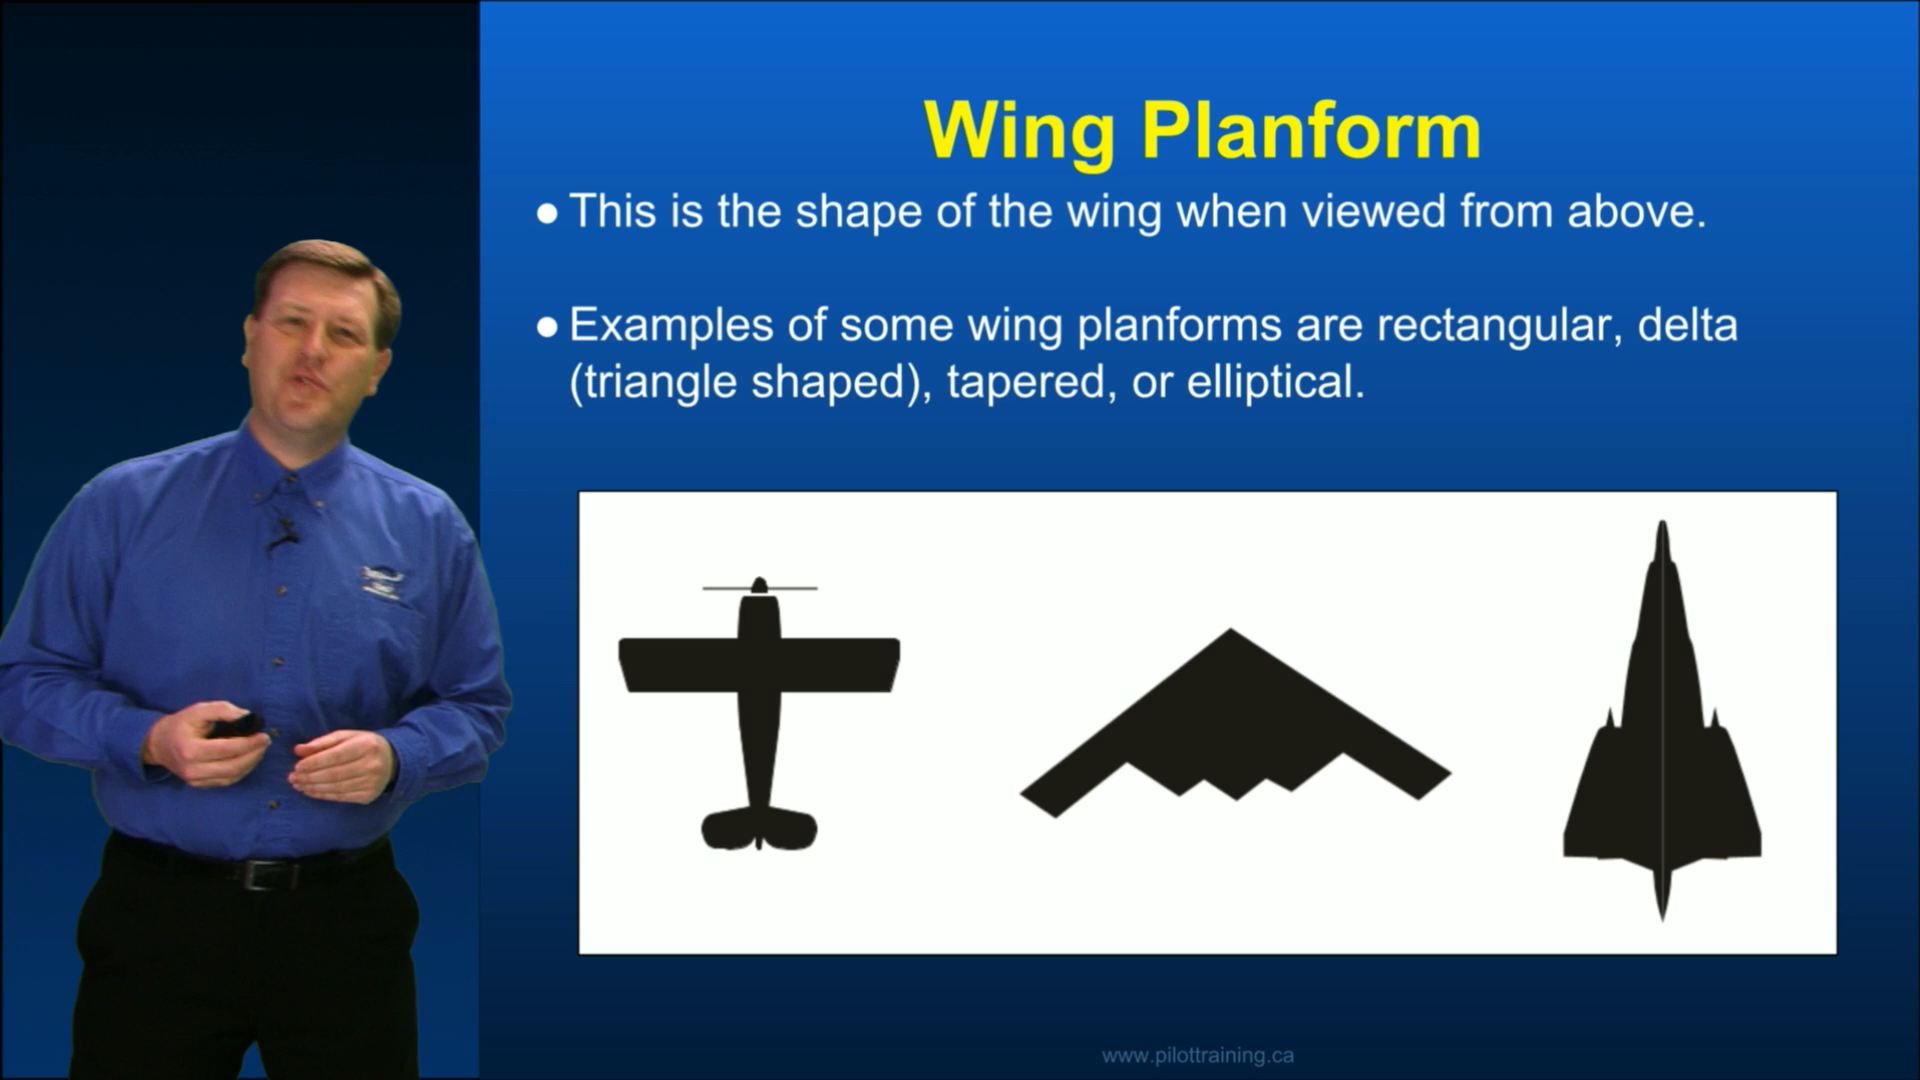 Wing Planform
● This is the shape of the wing when viewed from above.
● Examples of some wing planforms are rectangular, delta
(triangle shaped), tapered, or elliptical.
www.pilottraining.ca